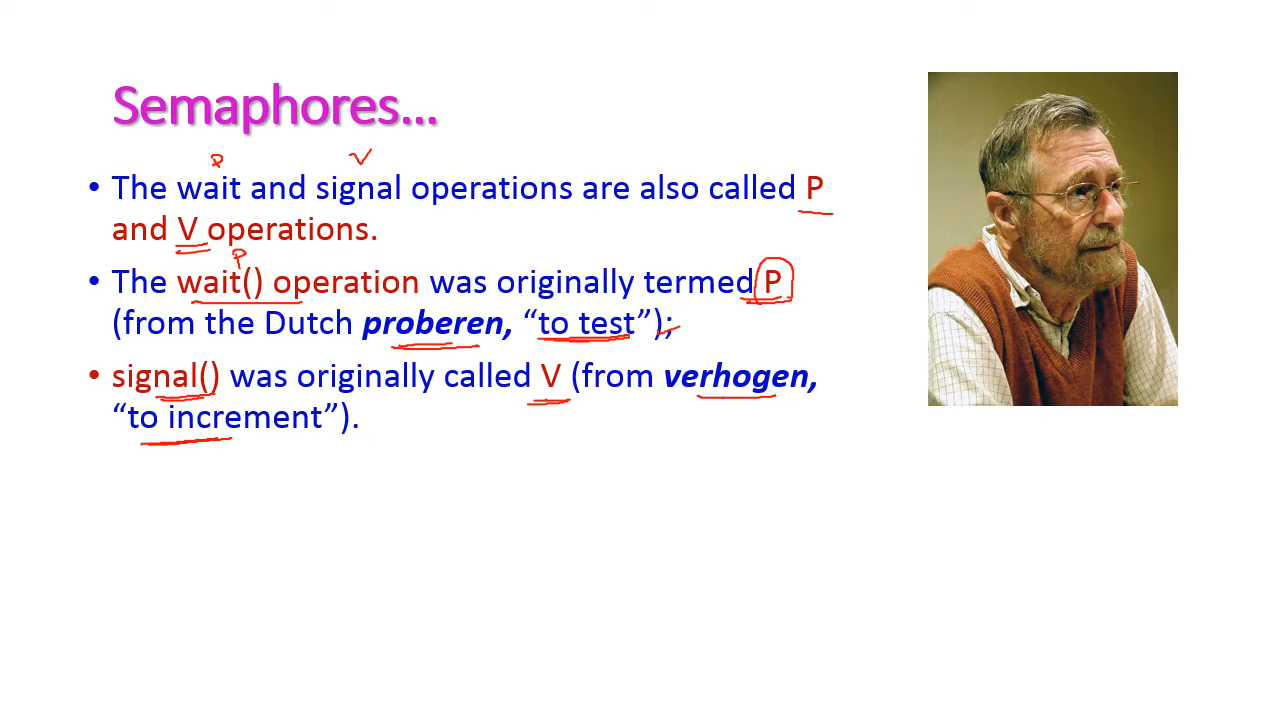 Semaphores...
P V
• The wait and signal operations are also called P
and V operations.
P
• The wait() operation was originally termed P
(from the Dutch proberen, “to test”);
• signal() was originally called V (from verhogen,
“to increment”).